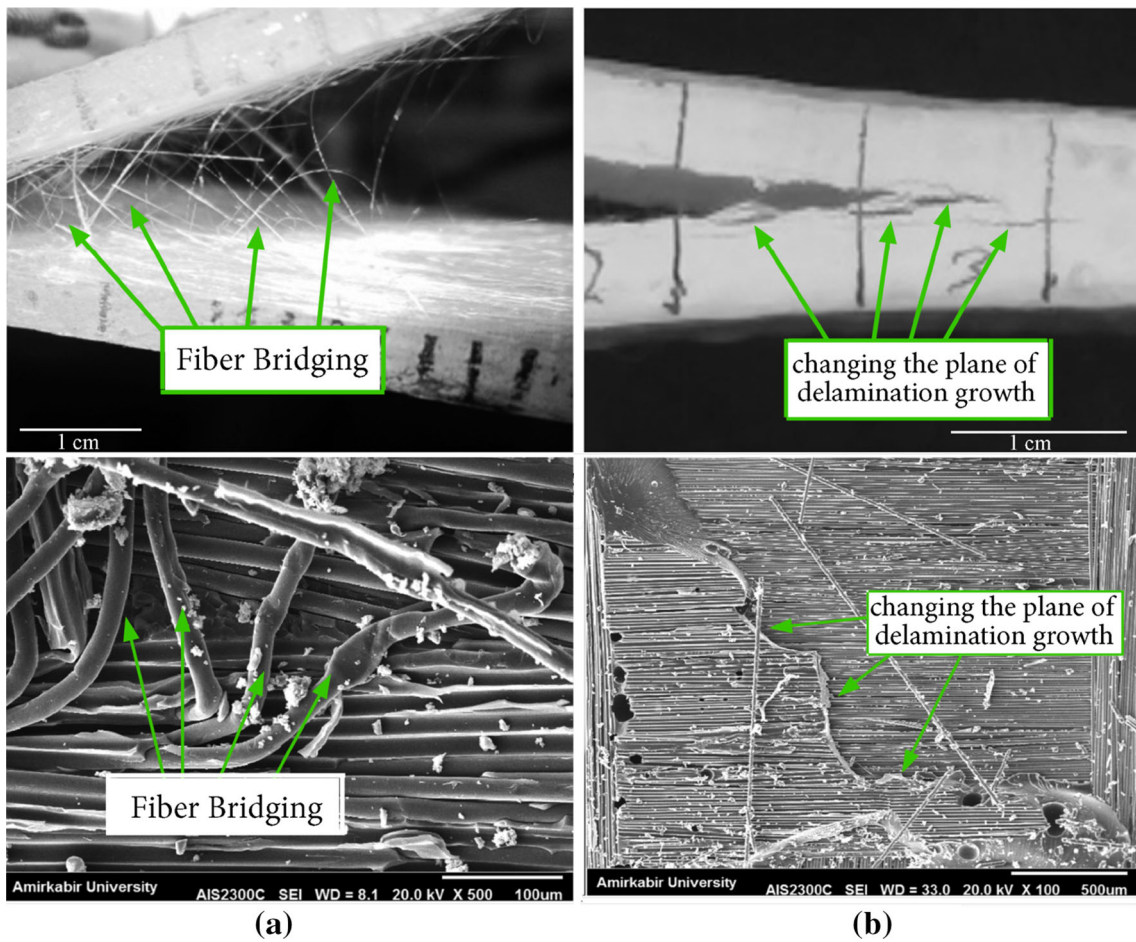 Fiber Bridging
1 cm
changing the plane of
delamination growth
3
1 cm
Fiber Bridging
Amirkabir University
AIS2300C SEI WD = 8.1 20.0 kV X 500 100um
changing the plane of
delamination growth
Amirkabir University
AIS2300C SEI WD = 33.0 20.0 kV X 100 500um
(a)
(b)